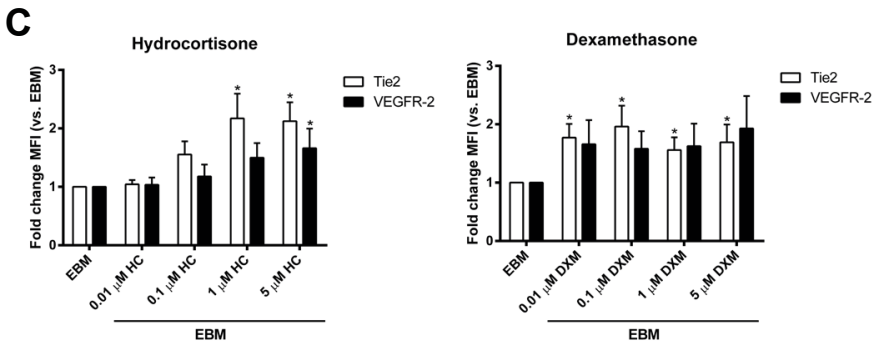 C
Hydrocortisone
Fold change MFI (vs. EBM)
3
2
1
0
*
*
*
Tie2
VEGFR-2
EBM
0.01 μM HC
0.1 μM HC
1 μM HC
5 μM HC
EBM
Dexamethasone
Fold change MFI (vs. EBM)
3
2
1
0
*
*
*
*
Tie2
VEGFR-2
EBM
0.01 μM DXM
0.1 μM DXM
1 μM DXM
5 μM DXM
EBM